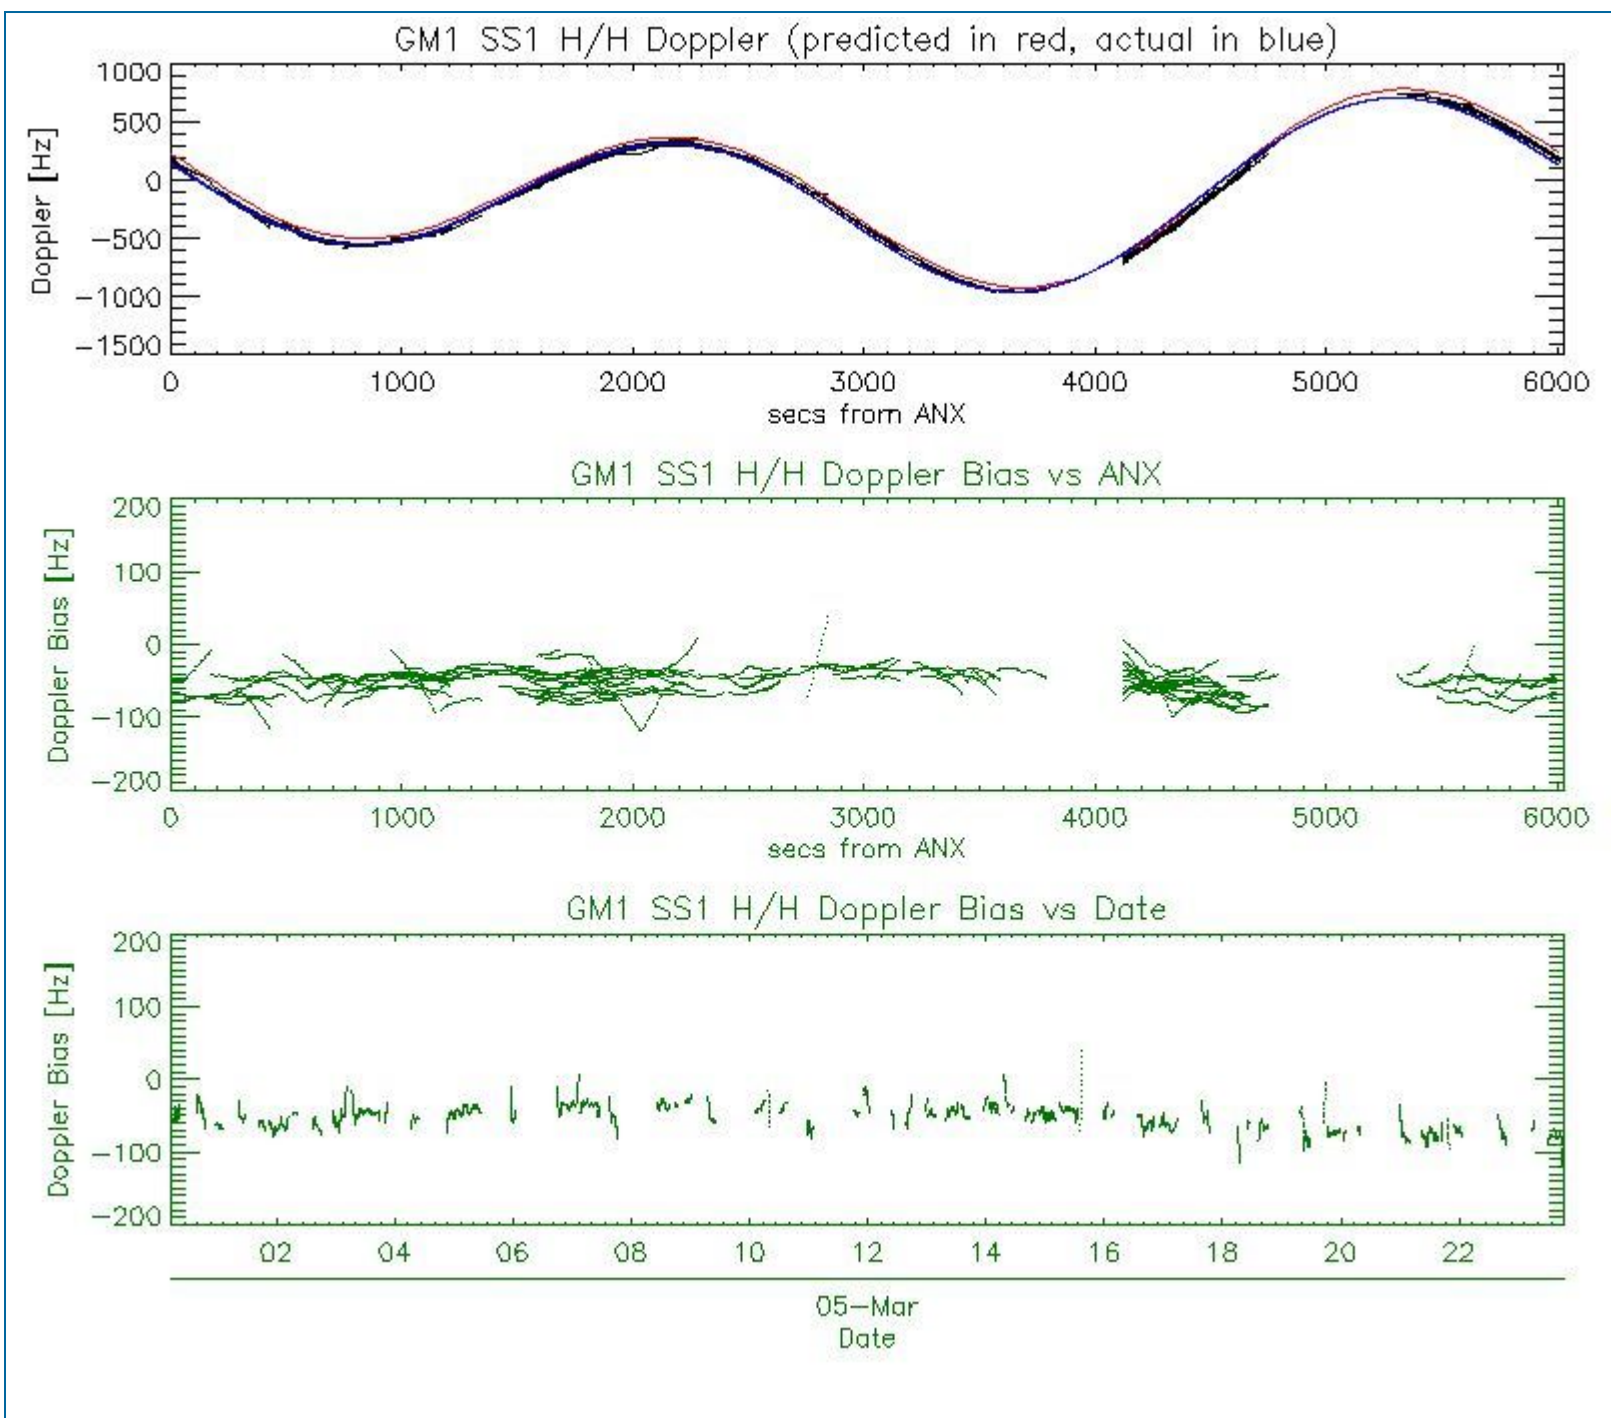 GM1 SS1 H/H Doppler (predicted in red, actual in blue)
1000
500
0
-500
-1000
-1500
Doppler [Hz]
0 1000 2000 3000 4000 5000 6000
secs from ANX
GM1 SS1 H/H Doppler Bias vs ANX
200
100
0
-100
-200
Doppler Bias [Hz]
0 1000 2000 3000 4000 5000 6000
secs from ANX
GM1 SS1 H/H Doppler Bias vs Date
200
100
0
-100
-200
Doppler Bias [Hz]
02 04 06 08 10 12 14 16 18 20 22
05-Mar
Date